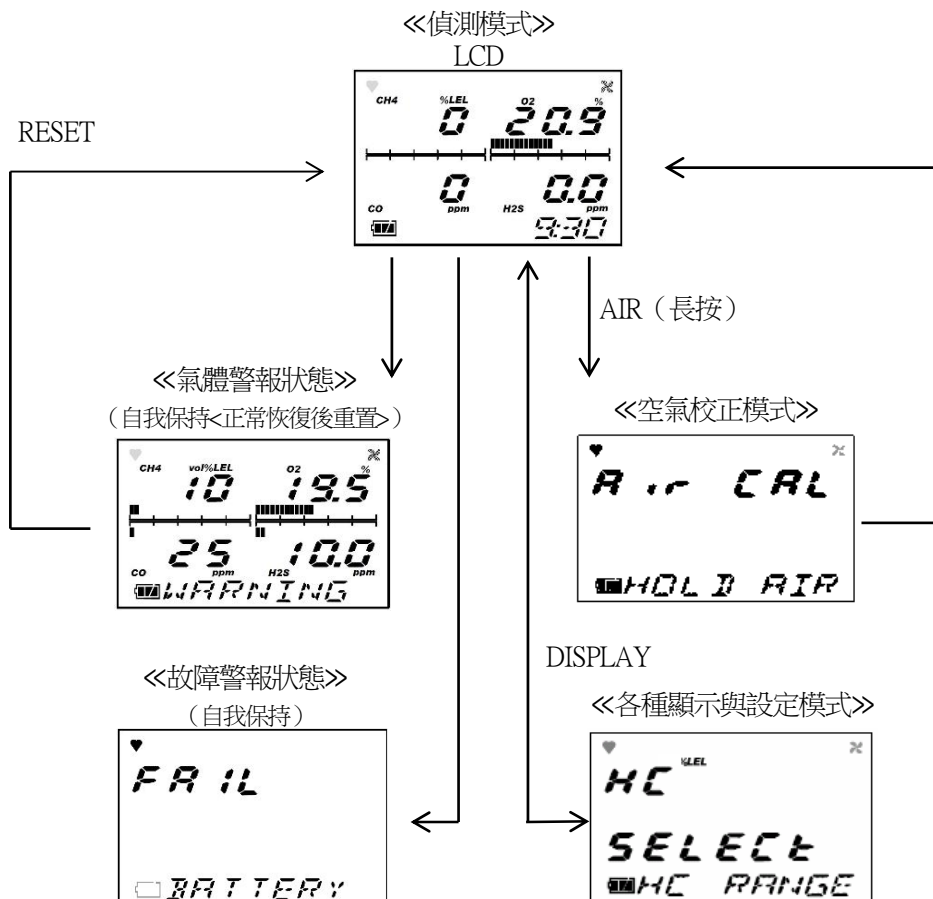 ≪偵測模式≫
LCD
CH4 %LEL O2 %
0 20.9
0 0.0
CO ppm H2S ppm
9:30
RESET
AIR（長按）
≪氣體警報狀態≫
（自我保持<正常恢復後重置>）
CH4 vol%LEL O2 %
10 19.5
25 10.0
CO ppm H2S ppm
WARNING
≪空氣校正模式≫
Air CAL
HOLD AIR
DISPLAY
≪故障警報狀態≫
（自我保持）
FAIL
BATTERY
≪各種顯示與設定模式≫
HC %LEL
SELECt
HC RANGE